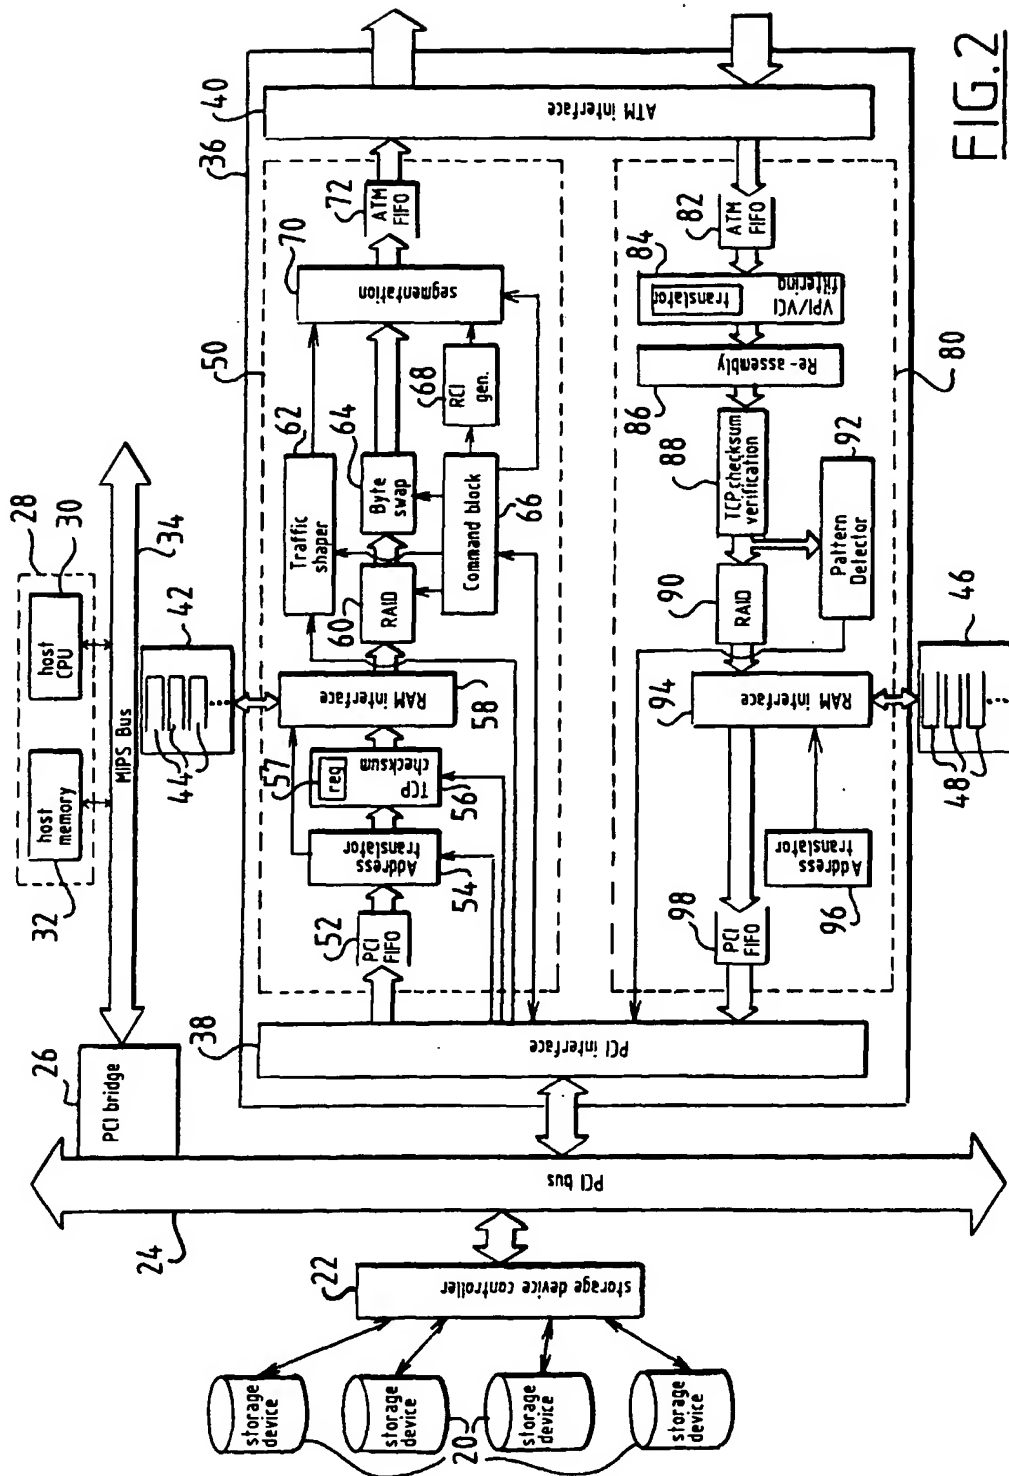 28
30
host
CPU
host
memory
32
MIPS Bus
34
26
PCI bridge
42
44
36
40
ATM interface
50
62
Traffic
shaper
70
segmentation
72
ATM
FIFO
64
Byte
swap
68
RCI
gen.
60
RAID
Command block
66
57
RAM interface
58
req
TCP
checksum
56
Address
translator
54
52
PCI
FIFO
38
PCI interface
82
ATM
FIFO
84
translator
VPI/VCI
filtering
Re-assembly
86
80
88
TCP checksum
verification
92
Pattern
Detector
90
RAID
94
RAM interface
46
48
Address
translator
96
98
PCI
FIFO
PCI bus
24
22
storage device controller
storage
device
storage
device
storage
device
storage
device
20
FIG.2